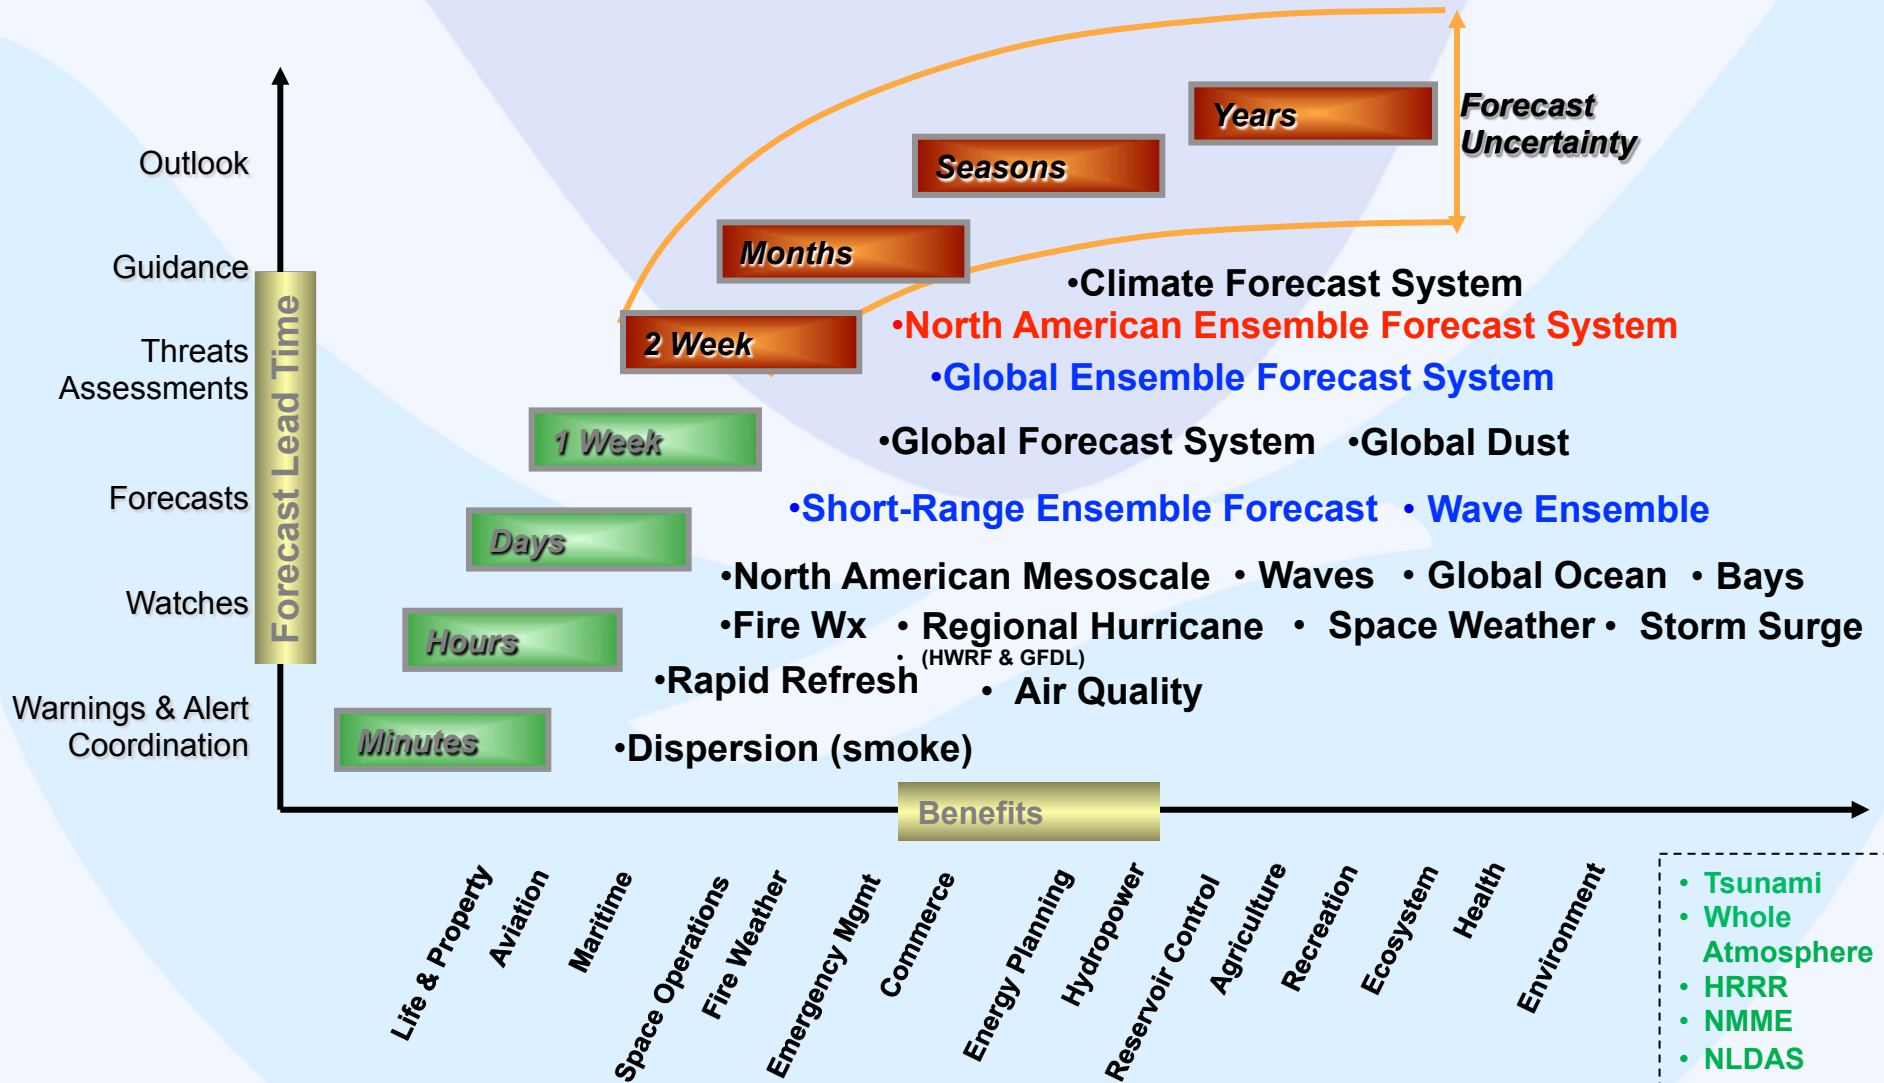 Outlook
Guidance
Threats
Assessments
Forecasts
Watches
Warnings & Alert
Coordination
Forecast Lead Time
Years
Forecast
Uncertainty
Seasons
Months
•Climate Forecast System
2 Week
•North American Ensemble Forecast System
•Global Ensemble Forecast System
1 Week
•Global Forecast System •Global Dust
•Short-Range Ensemble Forecast • Wave Ensemble
Days
•North American Mesoscale • Waves • Global Ocean • Bays
Hours
•Fire Wx • Regional Hurricane • Space Weather • Storm Surge
• (HWRF & GFDL)
•Rapid Refresh • Air Quality
Minutes
•Dispersion (smoke)
Benefits
Life & Property
Aviation
Maritime
Space Operations
Fire Weather
Emergency Mgmt
Commerce
Energy Planning
Hydropower
Reservoir Control
Agriculture
Recreation
Ecosystem
Health
Environment
• Tsunami
• Whole
Atmosphere
• HRRR
• NMME
• NLDAS